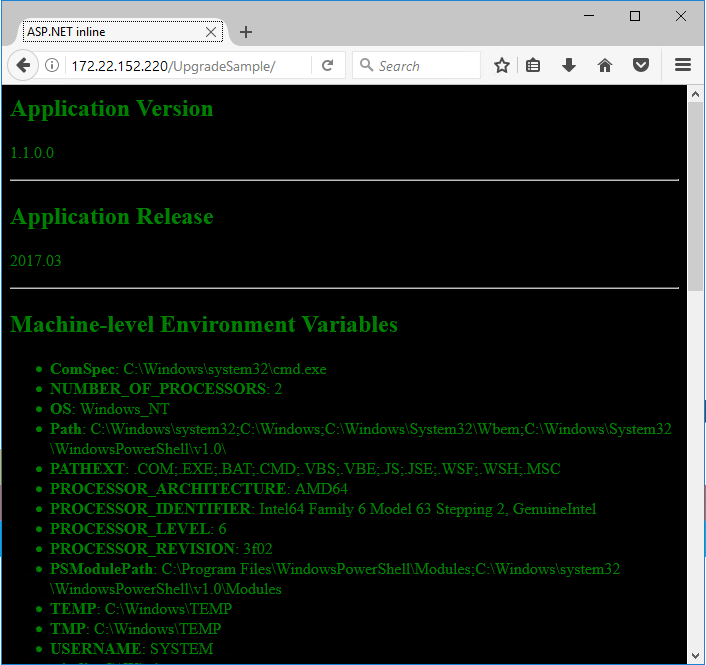 ASP.NET inline
172.22.152.220/UpgradeSample/
Search
Application Version
1.1.0.0
Application Release
2017.03
Machine-level Environment Variables
ComSpec: C:\Windows\system32\cmd.exe
NUMBER_OF_PROCESSORS: 2
OS: Windows_NT
Path: C:\Windows\system32;C:\Windows;C:\Windows\System32\Wbem;C:\Windows\System32
\WindowsPowerShell\v1.0\
PATHEXT: .COM;.EXE;.BAT;.CMD;.VBS;.VBE;.JS;.JSE;.WSF;.WSH;.MSC
PROCESSOR_ARCHITECTURE: AMD64
PROCESSOR_IDENTIFIER: Intel64 Family 6 Model 63 Stepping 2, GenuineIntel
PROCESSOR_LEVEL: 6
PROCESSOR_REVISION: 3f02
PSModulePath: C:\Program Files\WindowsPowerShell\Modules;C:\Windows\system32
\WindowsPowerShell\v1.0\Modules
TEMP: C:\Windows\TEMP
TMP: C:\Windows\TEMP
USERNAME: SYSTEM